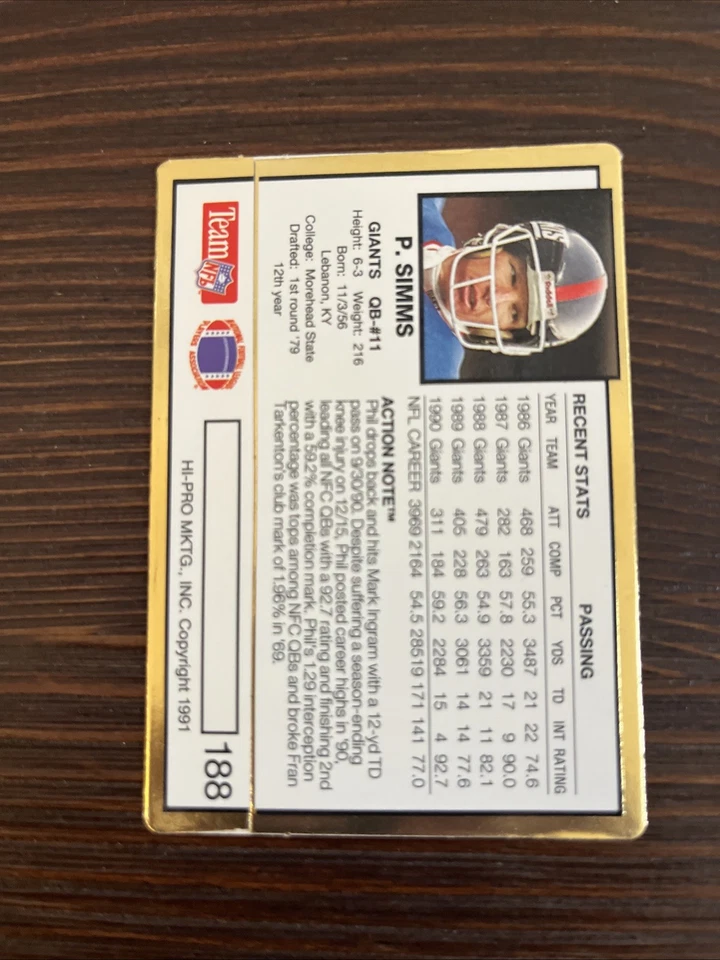 P. SIMMS
GIANTS QB-#11
Height: 6-3 Weight: 216
Born: 11/3/56
Lebanon, KY
College: Morehead State
Drafted: 1st round '79
12th year
RECENT STATS PASSING
YEAR TEAM ATT COMP PCT YDS TD INT RATING
1986 Giants 468 259 55.3 3487 21 22 74.6
1987 Giants 282 163 57.8 2230 17 9 90.0
1988 Giants 479 263 54.9 3359 21 11 82.1
1989 Giants 405 228 56.3 3061 14 14 77.6
1990 Giants 311 184 59.2 2284 15 4 92.7
NFL CAREER 3969 2164 54.5 28519 171 141 77.0
ACTION NOTE™
Phil drops back and hits Mark Ingram with a 12-yd TD
pass on 9/30/90. Despite suffering a season-ending
knee injury on 12/15, Phil posted career highs in '90,
leading all NFC QBs with a 92.7 rating and finishing 2nd
with a 59.2% completion mark. Phil's 1.29 interception
percentage was tops among NFC QBs and broke Fran
Tarkenton's club mark of 1.96% in '69.
Team NFL
NATIONAL FOOTBALL LEAGUE
PLAYERS ASSOCIATION
188
HI-PRO MKTG., INC. Copyright 1991
Riddell